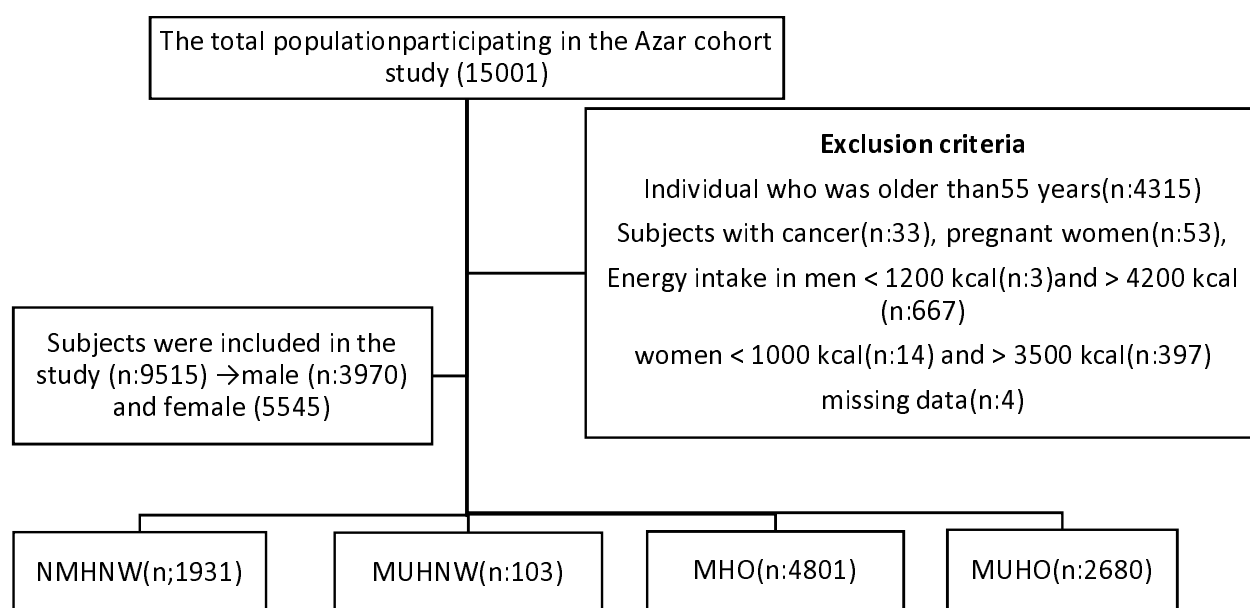 The total populationparticipating in the Azar cohort
study (15001)
Exclusion criteria
Individual who was older than55 years(n:4315)
Subjects with cancer(n:33), pregnant women(n:53),
Energy intake in men < 1200 kcal(n:3)and > 4200 kcal
(n:667)
women < 1000 kcal(n:14) and > 3500 kcal(n:397)
missing data(n:4)
Subjects were included in the
study (n:9515) →male (n:3970)
and female (5545)
NMHNW(n;1931)
MUHNW(n:103)
MHO(n:4801)
MUHO(n:2680)